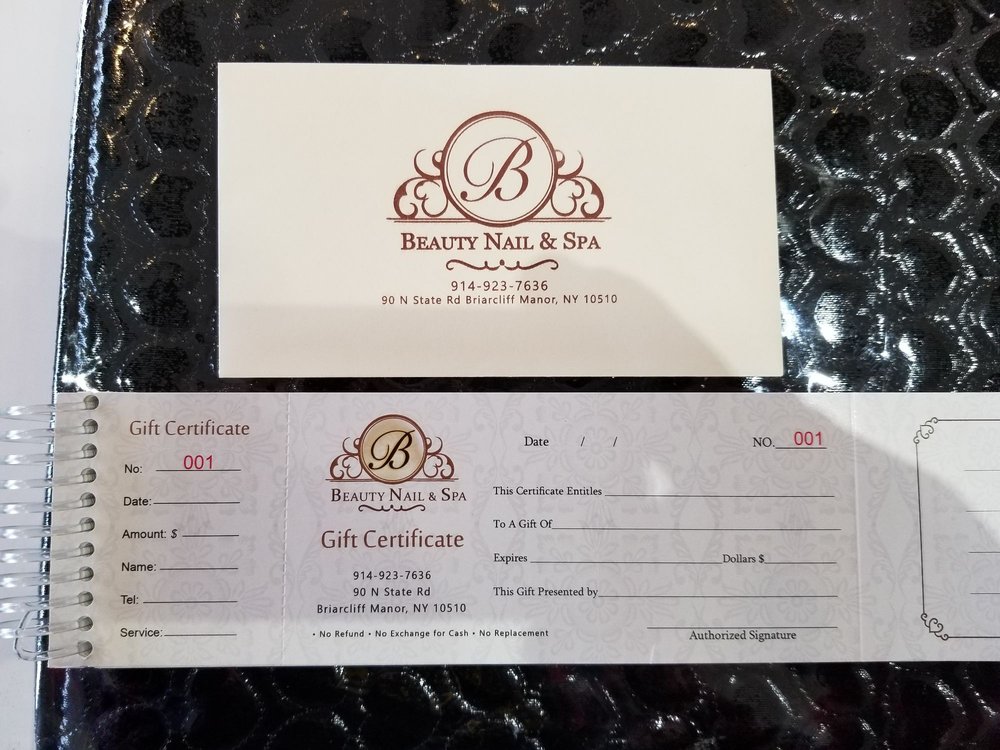 B
BEAUTY NAIL & SPA
914-923-7636
90 N State Rd Briarcliff Manor, NY 10510
Gift Certificate
No: 001
Date:
Amount: $
Name:
Tel:
Service:
B
BEAUTY NAIL & SPA
Gift Certificate
914-923-7636
90 N State Rd
Briarcliff Manor, NY 10510
• No Refund • No Exchange for Cash • No Replacement
Date / / NO. 001
This Certificate Entitles
To A Gift Of
Expires Dollars $
This Gift Presented by
Authorized Signature